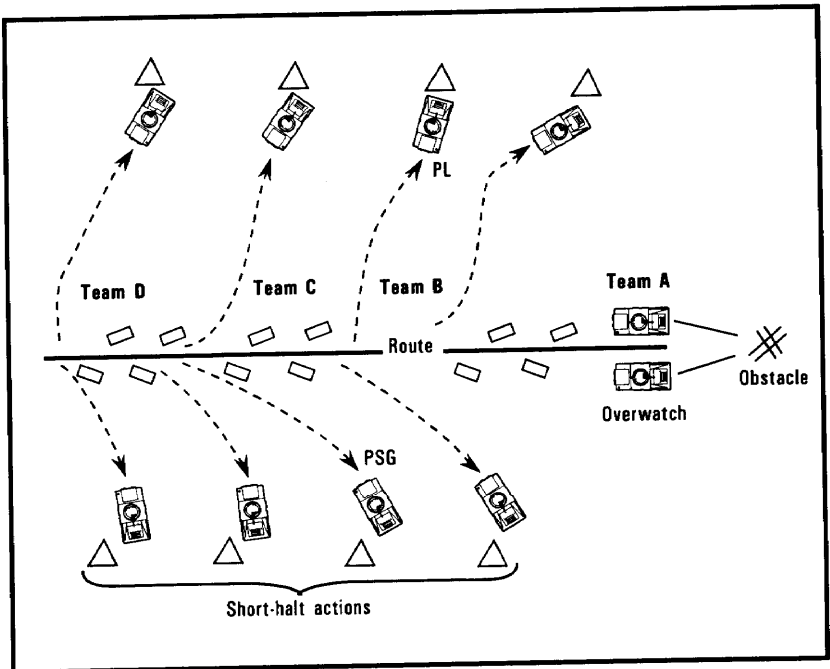 PL
Team D
Team C
Team B
Team A
Route
Obstacle
Overwatch
PSG
Short-halt actions